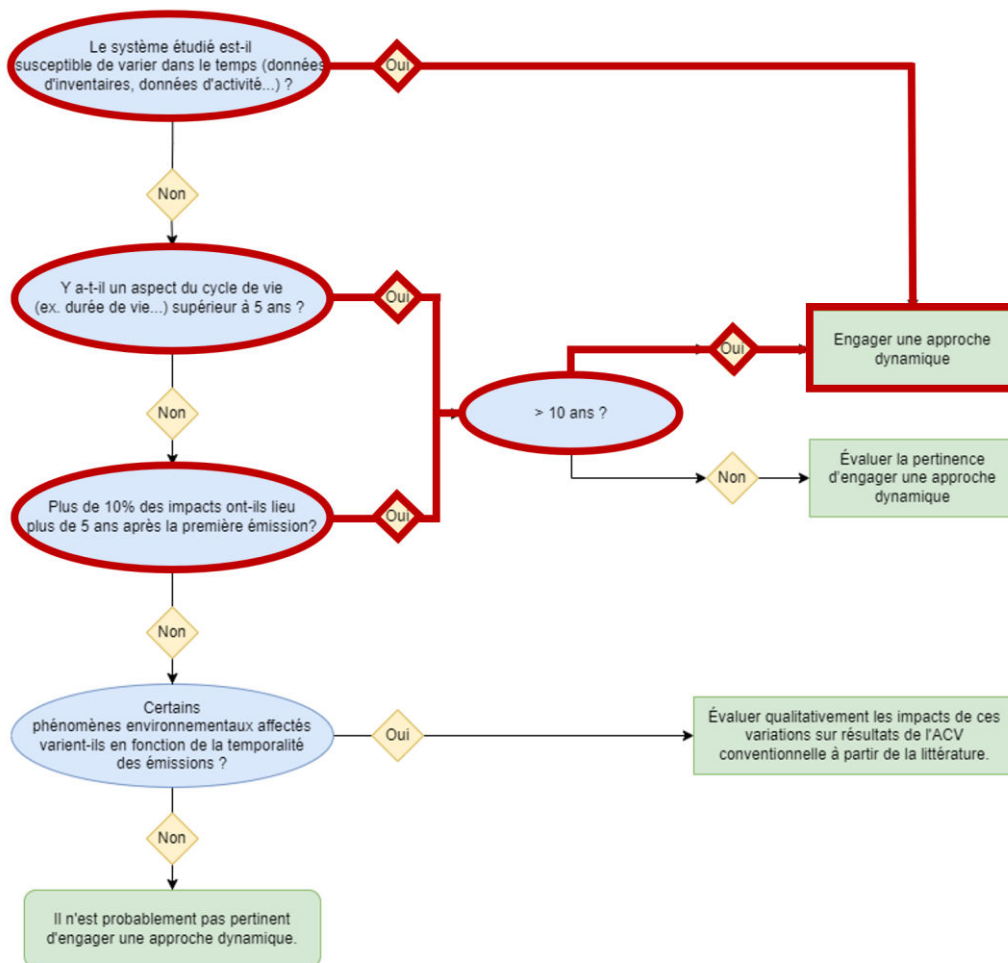 Le système étudié est-il
susceptible de varier dans le temps (données
d'inventaires, données d'activité...) ?
Oui
Non
Y a-t-il un aspect du cycle de vie
(ex. durée de vie...) supérieur à 5 ans ?
Oui
Oui
Engager une approche
dynamique
> 10 ans ?
Non
Non
Évaluer la pertinence
d'engager une approche
dynamique
Plus de 10% des impacts ont-ils lieu
plus de 5 ans après la première émission?
Oui
Non
Certains
phénomènes environnementaux affectés
varient-ils en fonction de la temporalité
des émissions ?
Oui
Évaluer qualitativement les impacts de ces
variations sur résultats de l'ACV
conventionnelle à partir de la littérature.
Non
Il n'est probablement pas pertinent
d'engager une approche dynamique.